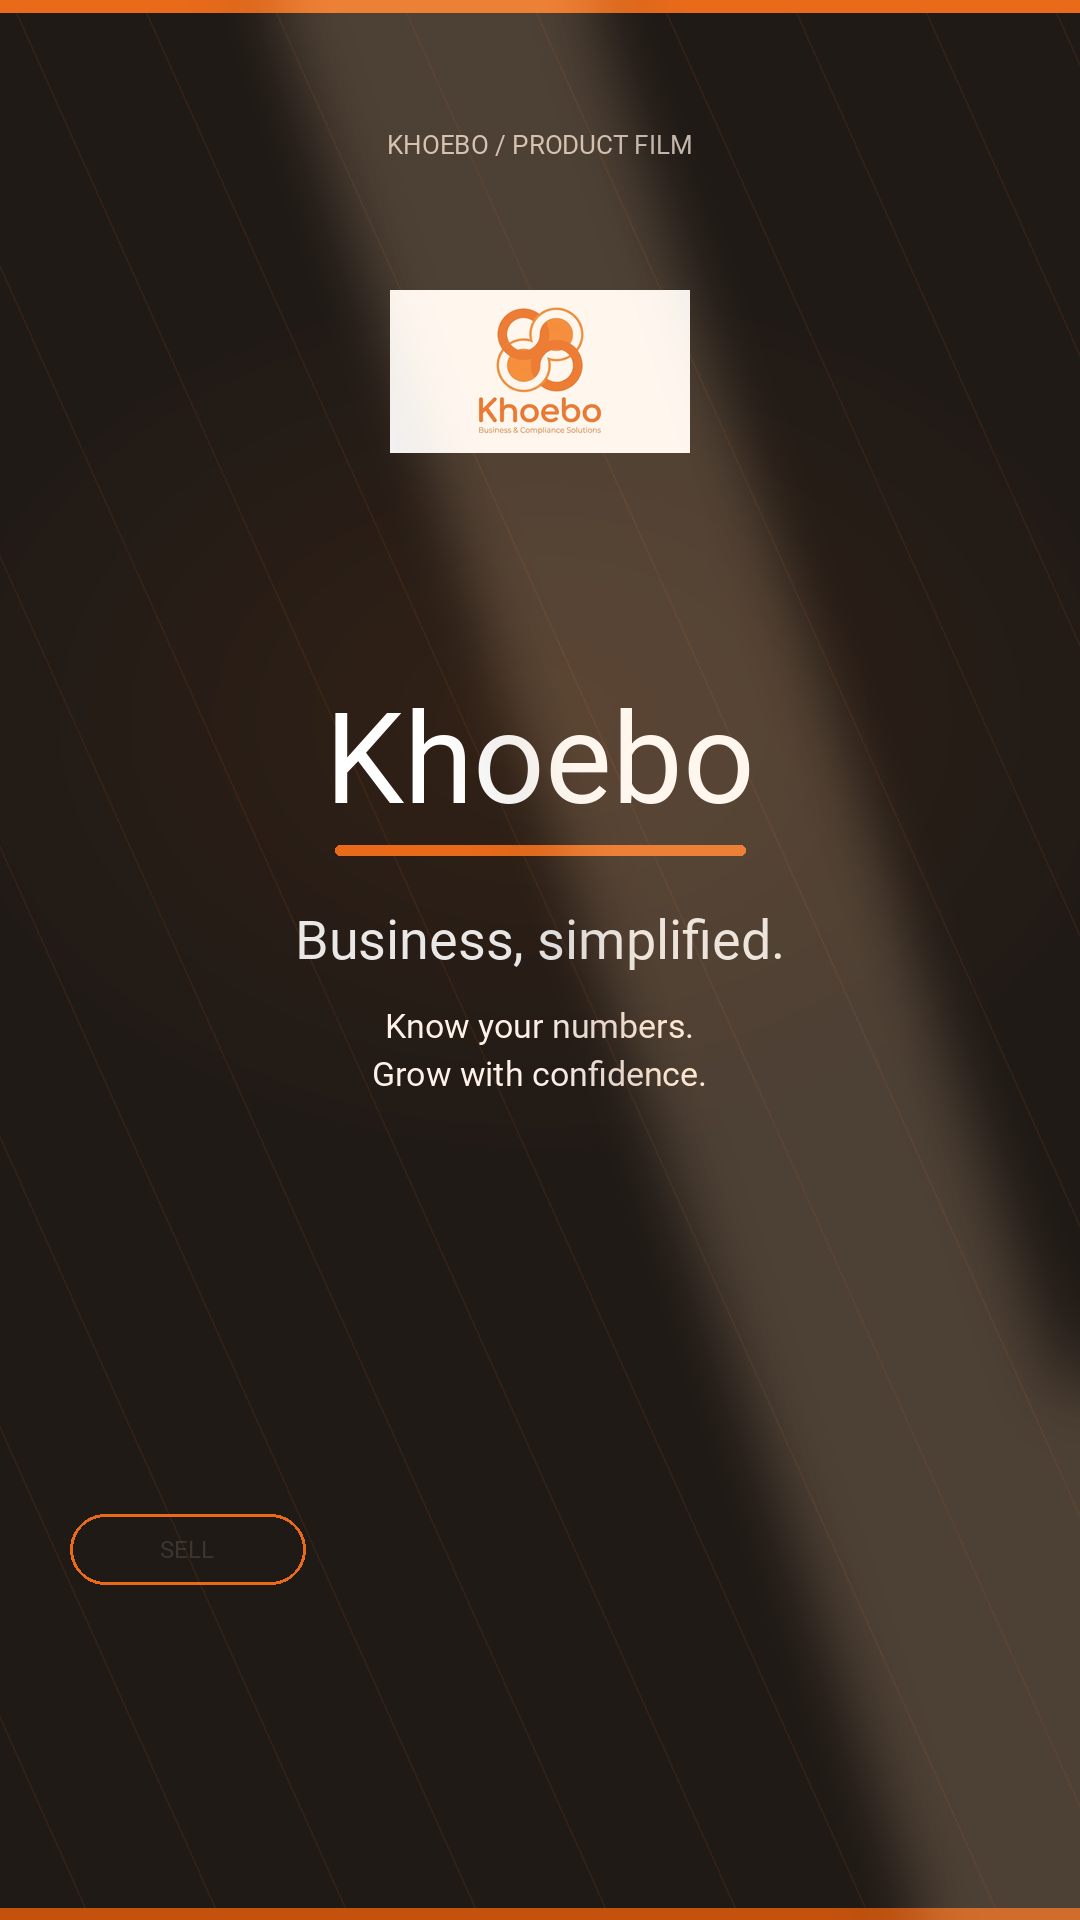 KHOEBO / PRODUCT FILM
Khoebo
Business & Compliance Solutions
Khoebo
Business, simplified.
Know your numbers.
Grow with confidence.
SELL